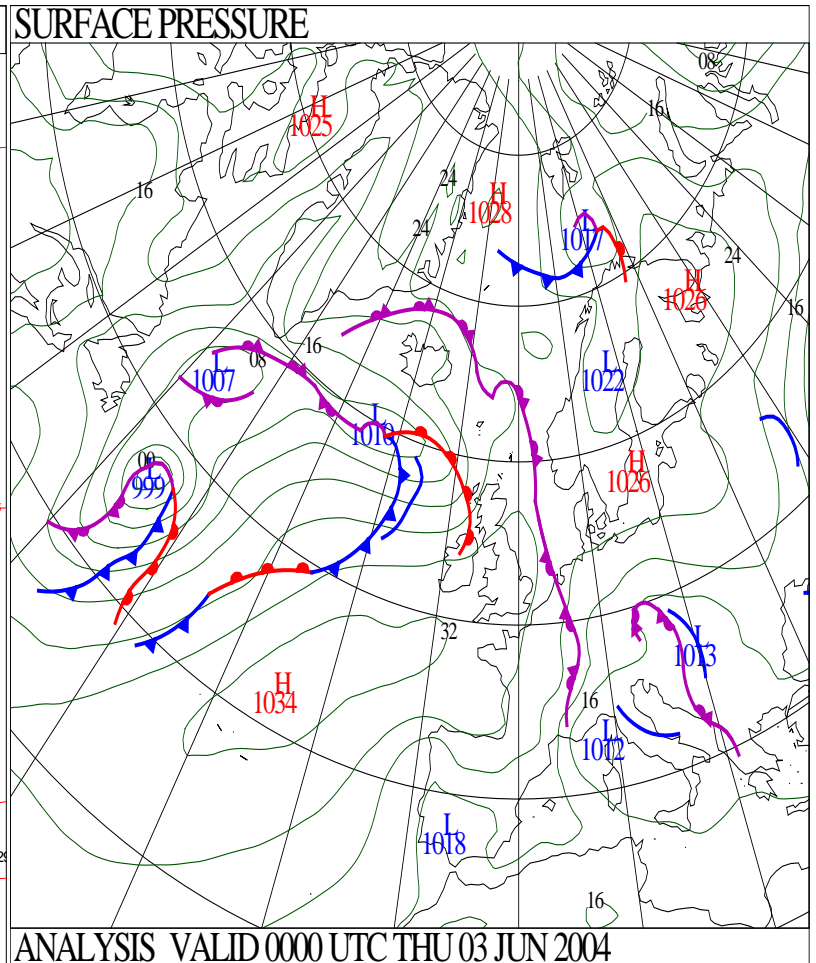 SURFACE PRESSURE
08
H
1025
16
16
24
H
1028
24
L
1017
24
H
1026
16
16
08
L
1007
L
1022
L
1010
00
L
999
H
1026
32
L
1013
H
1034
16
L
1012
L
1018
16
29
ANALYSIS VALID 0000 UTC THU 03 JUN 2004